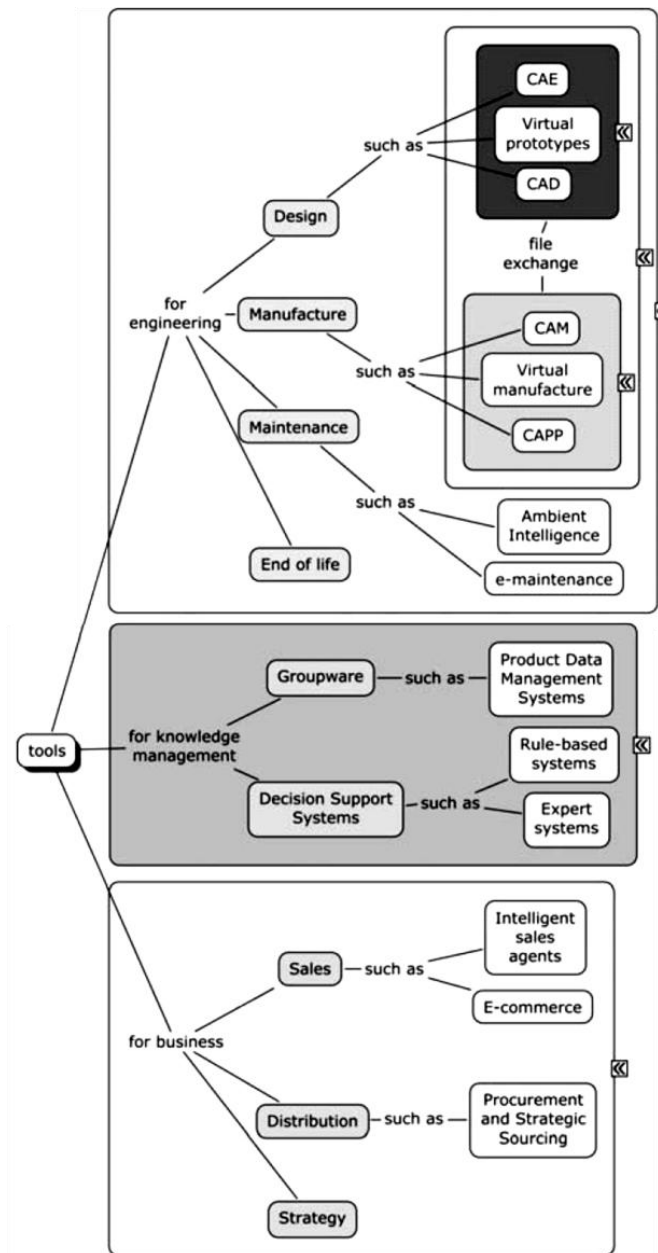 CAE
Virtual
prototypes
CAD
such as
Design
file
exchange
for
engineering
Manufacture
such as
CAM
Virtual
manufacture
CAPP
Maintenance
such as
Ambient
Intelligence
e-maintenance
End of life
tools
for knowledge
management
Groupware
such as
Product Data
Management
Systems
Decision Support
Systems
such as
Rule-based
systems
Expert
systems
for business
Sales
such as
Intelligent
sales
agents
E-commerce
Distribution
such as
Procurement
and Strategic
Sourcing
Strategy